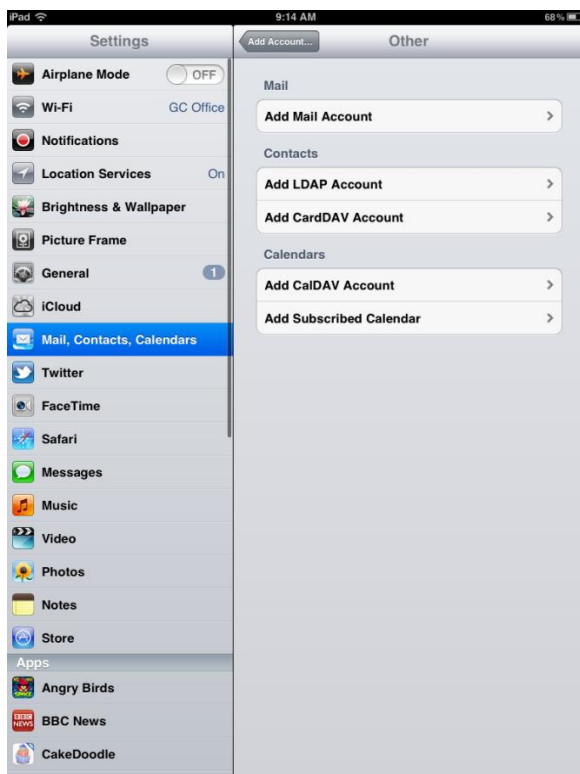 iPad 9:14 AM 68%
Settings
Airplane Mode OFF
Wi-Fi GC Office
Notifications
Location Services On
Brightness & Wallpaper
Picture Frame
General 1
iCloud
Mail, Contacts, Calendars
Twitter
FaceTime
Safari
Messages
Music
Video
Photos
Notes
Store
Apps
Angry Birds
BBC NEWS BBC News
CakeDoodle
Add Account... Other
Mail
Add Mail Account
Contacts
Add LDAP Account
Add CardDAV Account
Calendars
Add CalDAV Account
Add Subscribed Calendar